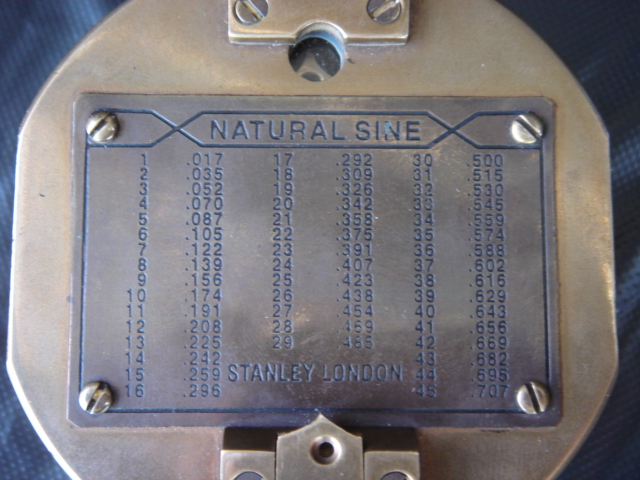 NATURAL SINE
1 .017 17 .292 30 .500
2 .035 18 .309 31 .515
3 .052 19 .326 32 .530
4 .070 20 .342 33 .545
5 .087 21 .358 34 .559
6 .105 22 .375 35 .574
7 .122 23 .391 36 .588
8 .139 24 .407 37 .602
9 .156 25 .423 38 .616
10 .174 26 .438 39 .629
11 .191 27 .454 40 .643
12 .208 28 .469 41 .656
13 .225 29 .485 42 .669
14 .242 43 .682
15 .259 STANLEY LONDON 44 .695
16 .296 45 .707